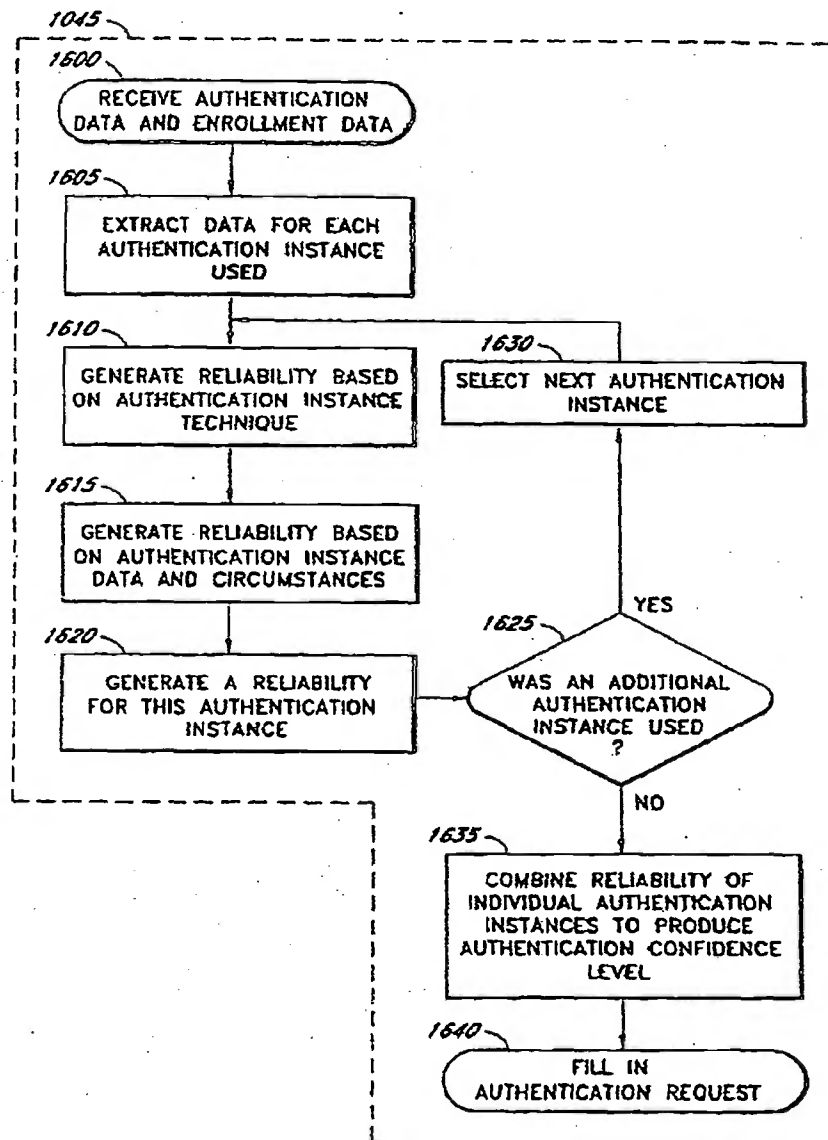 1045
1600
RECEIVE AUTHENTICATION
DATA AND ENROLLMENT DATA
1605
EXTRACT DATA FOR EACH
AUTHENTICATION INSTANCE
USED
1610
GENERATE RELIABILITY BASED
ON AUTHENTICATION INSTANCE
TECHNIQUE
1615
GENERATE RELIABILITY BASED
ON AUTHENTICATION INSTANCE
DATA AND CIRCUMSTANCES
1620
GENERATE A RELIABILITY
FOR THIS AUTHENTICATION
INSTANCE
1625
WAS AN ADDITIONAL
AUTHENTICATION
INSTANCE USED
?
YES
1630
SELECT NEXT AUTHENTICATION
INSTANCE
NO
1635
COMBINE RELIABILITY OF
INDIVIDUAL AUTHENTICATION
INSTANCES TO PRODUCE
AUTHENTICATION CONFIDENCE
LEVEL
1640
FILL IN
AUTHENTICATION REQUEST